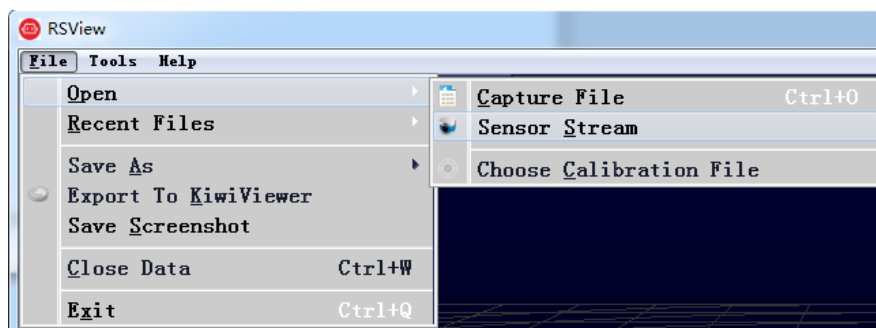 RSView
File Tools Help
Open
Recent Files
Save As
Export To KiwiViewer
Save Screenshot
Close Data Ctrl+W
Exit Ctrl+Q
Capture File Ctrl+O
Sensor Stream
Choose Calibration File